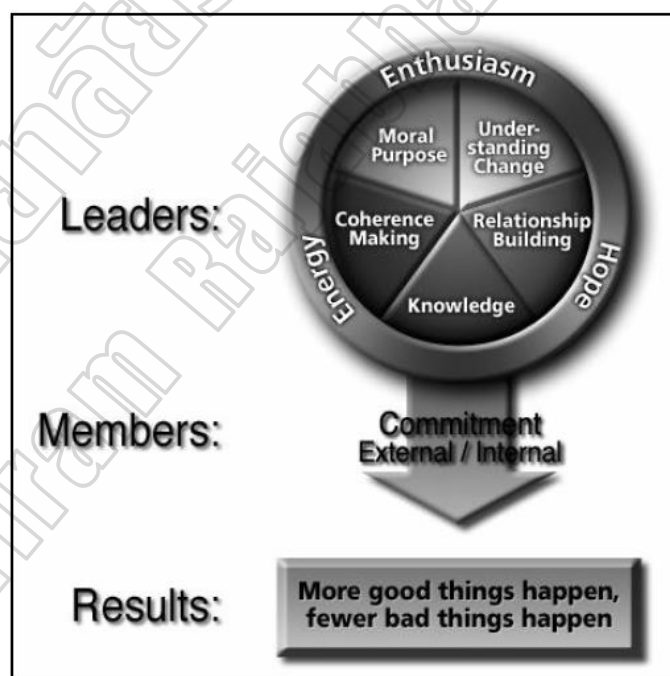 Enthusiasm
Moral
Purpose
Under-
standing
Change
Leaders:
Coherence
Making
Relationship
Building
Energy
Hope
Knowledge
Members:
Commitment
External / Internal
Results:
More good things happen,
fewer bad things happen